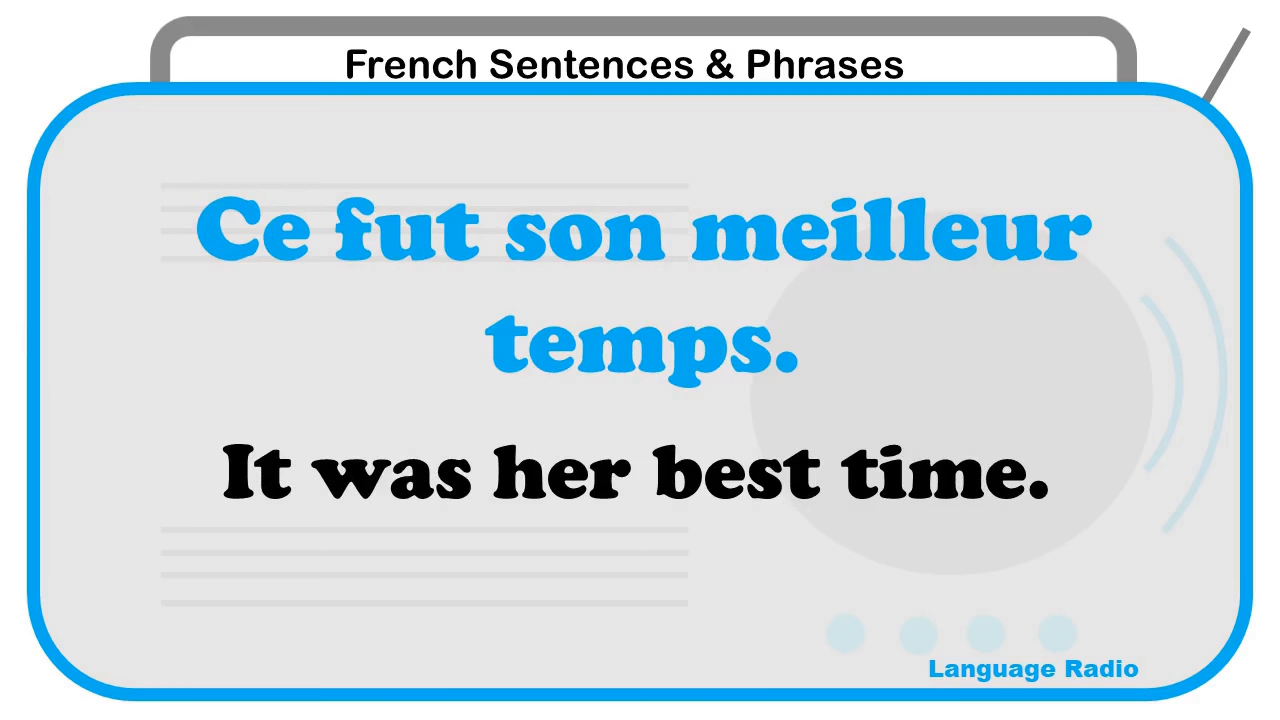 French Sentences & Phrases
Ce fut son meilleur
temps.
It was her best time.
Language Radio